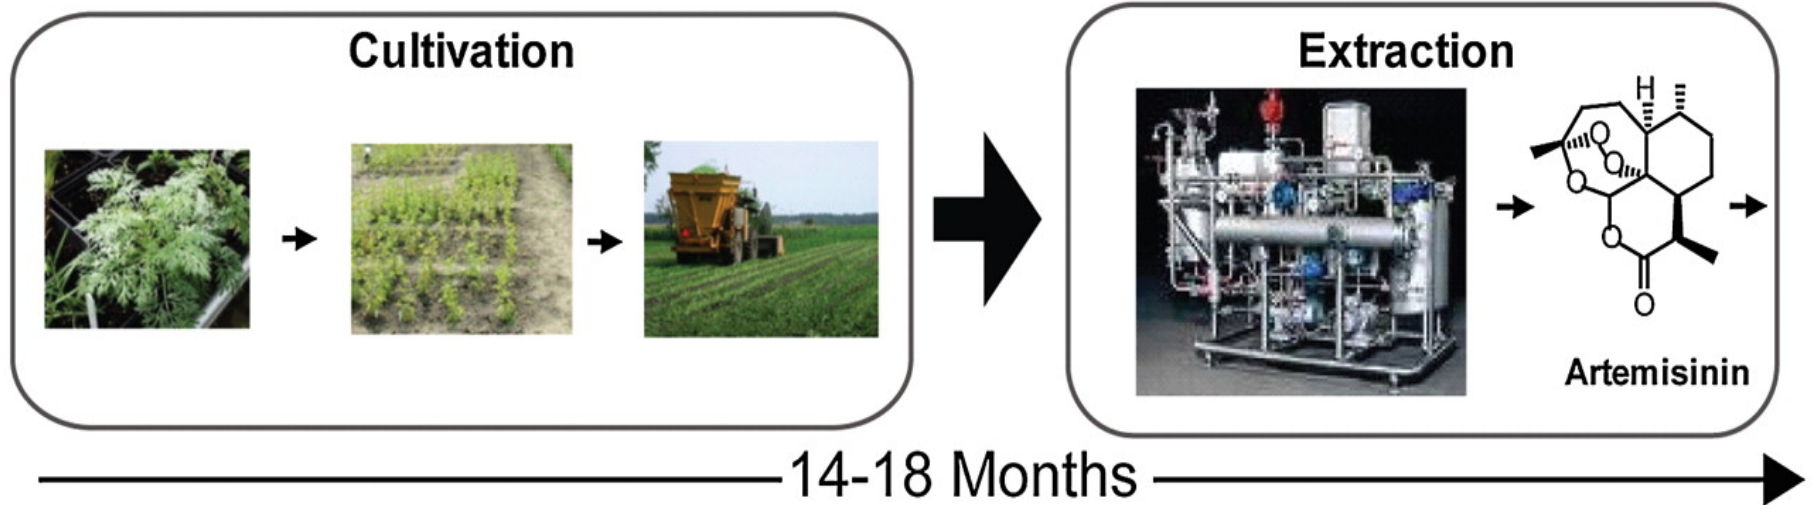 Cultivation
Extraction
H
O
O
O
O
O
Artemisinin
14-18 Months